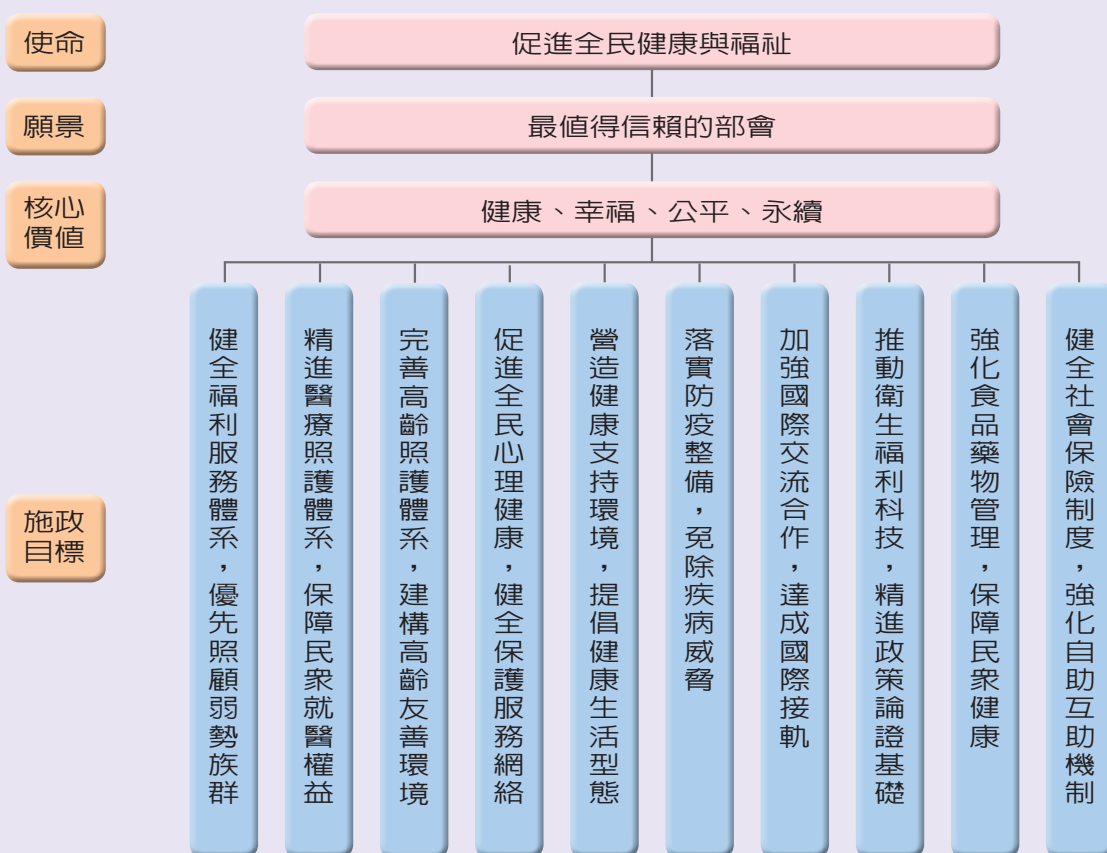 使命
促進全民健康與福祉
願景
最值得信賴的部會
核心
價值
健康、幸福、公平、永續
施政
目標
健全福利服務體系，優先照顧弱勢族群
精進醫療照護體系，保障民眾就醫權益
完善高齡照護體系，建構高齡友善環境
促進全民心理健康，健全保護服務網絡
營造健康支持環境，提倡健康生活型態
落實防疫整備，免除疾病威脅
加強國際交流合作，達成國際接軌
推動衛生福利科技，精進政策論證基礎
強化食品藥物管理，保障民眾健康
健全社會保險制度，強化自助互助機制